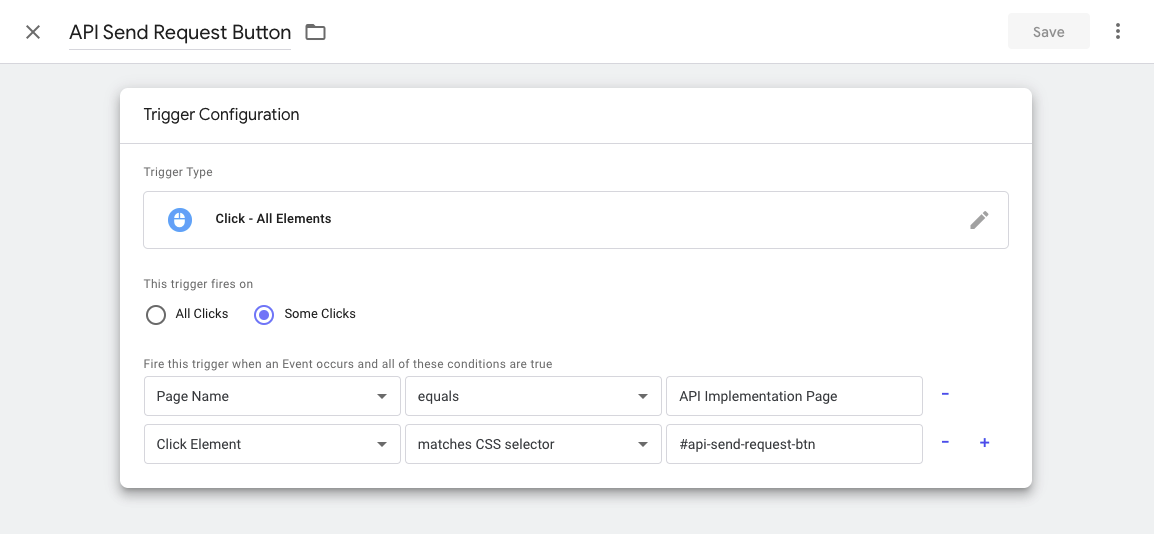 API Send Request Button
Save
Trigger Configuration
Trigger Type
Click - All Elements
This trigger fires on
All Clicks Some Clicks
Fire this trigger when an Event occurs and all of these conditions are true
Page Name equals API Implementation Page -
Click Element matches CSS selector #api-send-request-btn - +